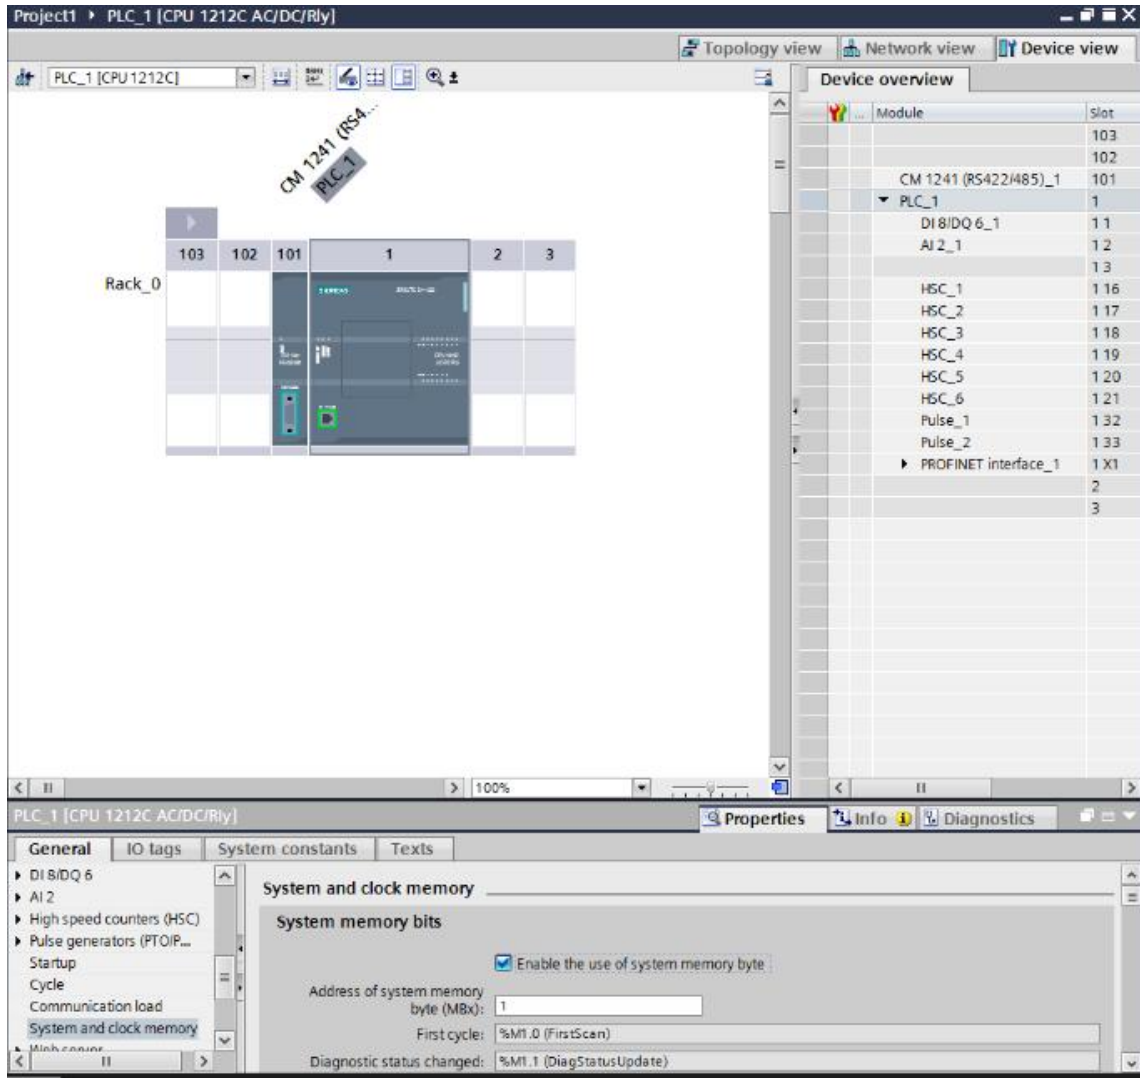 Project1 ▸ PLC_1 [CPU 1212C AC/DC/Rly]
Topology view Network view Device view
PLC_1 [CPU 1212C]
Device overview
CM 1241 (RS4...
PLC_1
103 102 101 1 2 3
Rack_0
SIEMENS
... Module Slot
103
102
CM 1241 (RS422/485)_1 101
PLC_1 1
DI 8/DQ 6_1 1 1
AI 2_1 1 2
1 3
HSC_1 1 16
HSC_2 1 17
HSC_3 1 18
HSC_4 1 19
HSC_5 1 20
HSC_6 1 21
Pulse_1 1 32
Pulse_2 1 33
PROFINET interface_1 1 X1
2
3
100%
PLC_1 [CPU 1212C AC/DC/Rly]
Properties Info Diagnostics
General IO tags System constants Texts
DI 8/DQ 6
AI 2
High speed counters (HSC)
Pulse generators (PTO/P...
Startup
Cycle
Communication load
System and clock memory
Web server
System and clock memory
System memory bits
Enable the use of system memory byte
Address of system memory
byte (MBx): 1
First cycle: %M1.0 (FirstScan)
Diagnostic status changed: %M1.1 (DiagStatusUpdate)